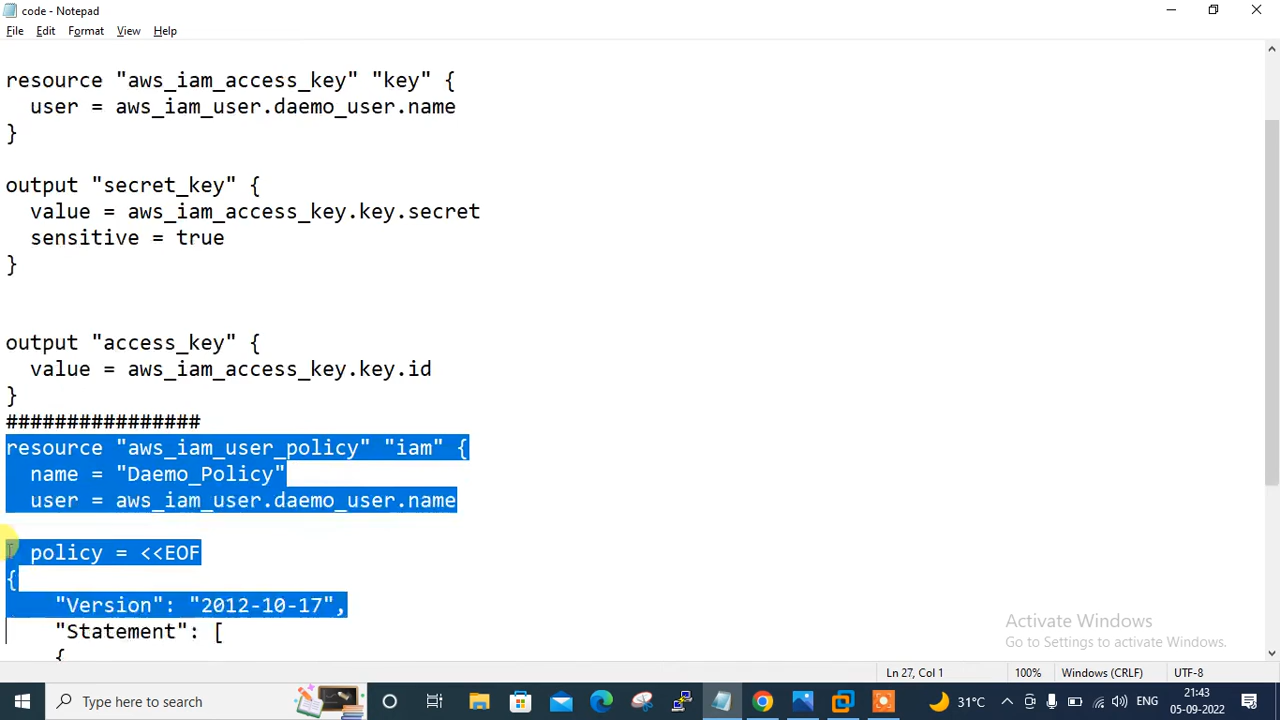 code - Notepad
File Edit Format View Help
resource "aws_iam_access_key" "key" {
  user = aws_iam_user.daemo_user.name
}
output "secret_key" {
  value = aws_iam_access_key.key.secret
  sensitive = true
}
output "access_key" {
  value = aws_iam_access_key.key.id
}
################
resource "aws_iam_user_policy" "iam" {
  name = "Daemo_Policy"
  user = aws_iam_user.daemo_user.name
  policy = <<EOF
{
    "Version": "2012-10-17",
    "Statement": [
    {
Activate Windows
Go to Settings to activate Windows.
Ln 27, Col 1 100% Windows (CRLF) UTF-8
Type here to search 31°C ENG 21:43
05-09-2022